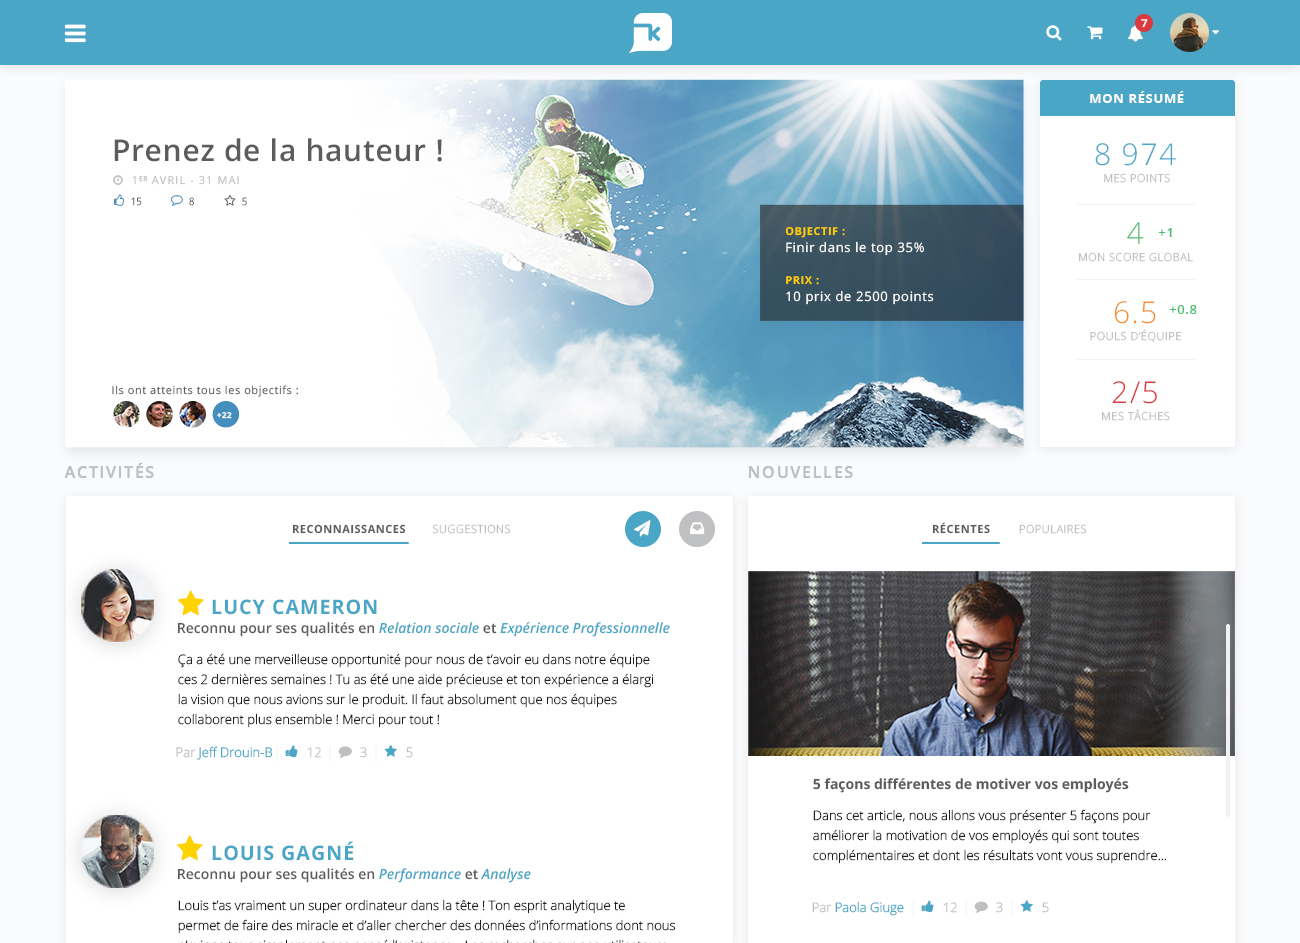 7
Prenez de la hauteur !
1ER AVRIL - 31 MAI
15 8 5
OBJECTIF :
Finir dans le top 35%
PRIX :
10 prix de 2500 points
Ils ont atteints tous les objectifs :
+22
MON RÉSUMÉ
8 974
MES POINTS
4 +1
MON SCORE GLOBAL
6.5 +0.8
POULS D'ÉQUIPE
2/5
MES TÂCHES
ACTIVITÉS
RECONNAISSANCES SUGGESTIONS
LUCY CAMERON
Reconnu pour ses qualités en Relation sociale et Expérience Professionnelle
Ça a été une merveilleuse opportunité pour nous de t'avoir eu dans notre équipe
ces 2 dernières semaines ! Tu as été une aide précieuse et ton expérience a élargi
la vision que nous avions sur le produit. Il faut absolument que nos équipes
collaborent plus ensemble ! Merci pour tout !
Par Jeff Drouin-B 12 3 5
LOUIS GAGNÉ
Reconnu pour ses qualités en Performance et Analyse
Louis t'as vraiment un super ordinateur dans la tête ! Ton esprit analytique te
permet de faire des miracle et d'aller chercher des données d'informations dont nous
NOUVELLES
RÉCENTES POPULAIRES
5 façons différentes de motiver vos employés
Dans cet article, nous allons vous présenter 5 façons pour
améliorer la motivation de vos employés qui sont toutes
complémentaires et dont les résultats vont vous suprendre...
Par Paola Giuge 12 3 5